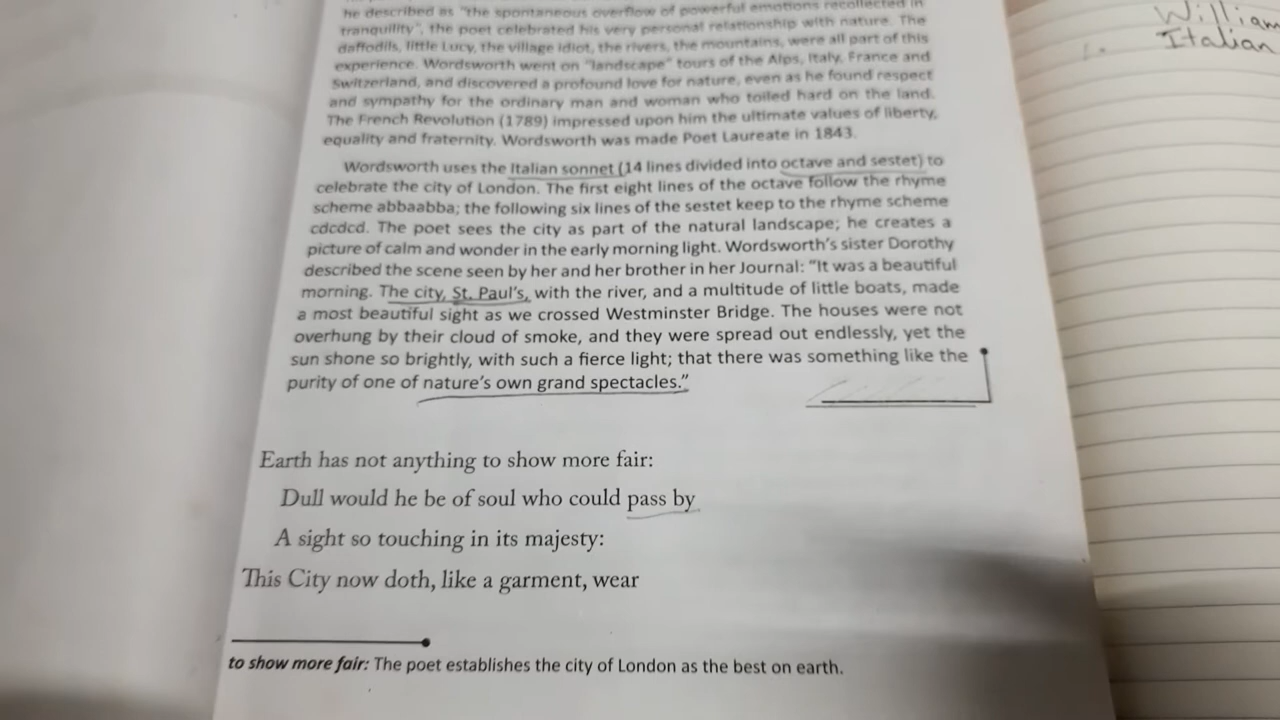 he described as "the spontaneous overflow of powerful emotions recollected in
tranquility", the poet celebrated his very personal relationship with nature. The
daffodils, little Lucy, the village idiot, the rivers, the mountains, were all part of this
experience. Wordsworth went on "landscape" tours of the Alps, Italy, France and
Switzerland, and discovered a profound love for nature, even as he found respect
and sympathy for the ordinary man and woman who toiled hard on the land.
The French Revolution (1789) impressed upon him the ultimate values of liberty,
equality and fraternity. Wordsworth was made Poet Laureate in 1843.
Wordsworth uses the Italian sonnet (14 lines divided into octave and sestet) to
celebrate the city of London. The first eight lines of the octave follow the rhyme
scheme abbaabba; the following six lines of the sestet keep to the rhyme scheme
cdcdcd. The poet sees the city as part of the natural landscape; he creates a
picture of calm and wonder in the early morning light. Wordsworth's sister Dorothy
described the scene seen by her and her brother in her Journal: "It was a beautiful
morning. The city, St. Paul's, with the river, and a multitude of little boats, made
a most beautiful sight as we crossed Westminster Bridge. The houses were not
overhung by their cloud of smoke, and they were spread out endlessly, yet the
sun shone so brightly, with such a fierce light; that there was something like the
purity of one of nature's own grand spectacles."
Earth has not anything to show more fair:
Dull would he be of soul who could pass by
A sight so touching in its majesty:
This City now doth, like a garment, wear
to show more fair: The poet establishes the city of London as the best on earth.
William
Italian